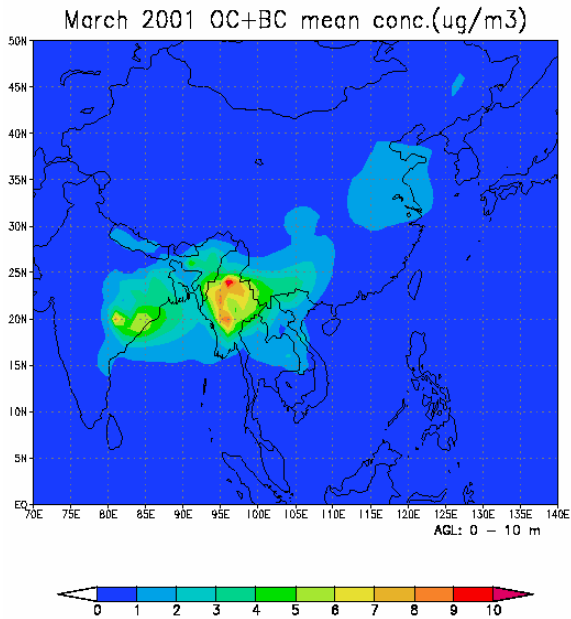 March 2001 OC+BC mean conc.(ug/m3)
50N
45N
40N
35N
30N
25N
20N
15N
10N
5N
EQ
70E 75E 80E 85E 90E 95E 100E 105E 110E 115E 120E 125E 130E 135E 140E
AGL: 0 – 10 m
0 1 2 3 4 5 6 7 8 9 10